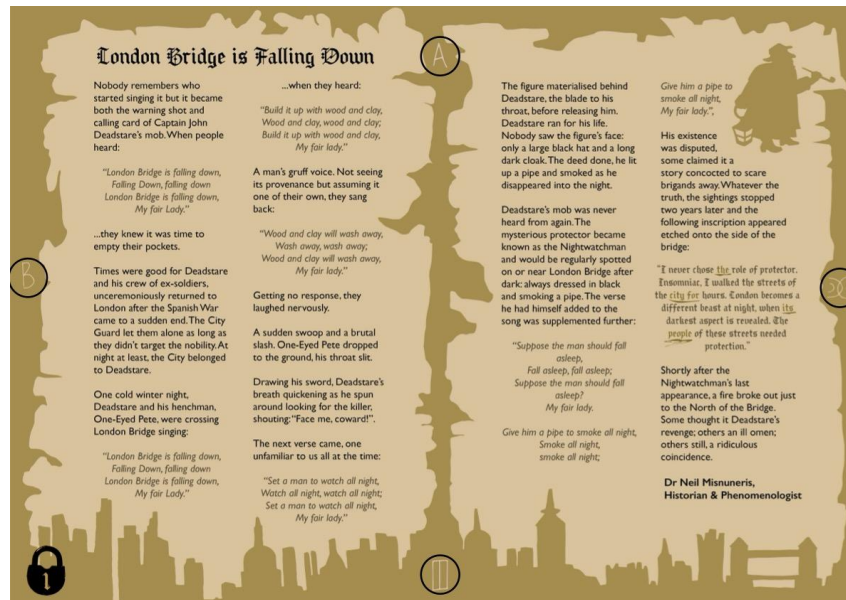 London Bridge is Falling Down
Nobody remembers who
started singing it but it became
both the warning shot and
calling card of Captain John
Deadstare's mob. When people
heard:
"London Bridge is falling down,
Falling Down, falling down
London Bridge is falling down,
My fair Lady."
...they knew it was time to
empty their pockets.
Times were good for Deadstare
and his crew of ex-soldiers,
unceremoniously returned to
London after the Spanish War
came to a sudden end. The City
Guard let them alone as long as
they didn't target the nobility. At
night at least, the City belonged
to Deadstare.
One cold winter night,
Deadstare and his henchman,
One-Eyed Pete, were crossing
London Bridge singing:
"London Bridge is falling down,
Falling Down, falling down
London Bridge is falling down,
My fair Lady."
...when they heard:
"Build it up with wood and clay,
Wood and clay, wood and clay;
Build it up with wood and clay,
My fair lady."
A man's gruff voice. Not seeing
its provenance but assuming it
one of their own, they sang
back:
"Wood and clay will wash away,
Wash away, wash away;
Wood and clay will wash away,
My fair lady."
Getting no response, they
laughed nervously.
A sudden swoop and a brutal
slash. One-Eyed Pete dropped
to the ground, his throat slit.
Drawing his sword, Deadstare's
breath quickening as he spun
around looking for the killer,
shouting: "Face me, coward!".
The next verse came, one
unfamiliar to us all at the time:
"Set a man to watch all night,
Watch all night, watch all night;
Set a man to watch all night,
My fair lady."
A
B
The figure materialised behind
Deadstare, the blade to his
throat, before releasing him.
Deadstare ran for his life.
Nobody saw the figure's face:
only a large black hat and a long
dark cloak. The deed done, he lit
up a pipe and smoked as he
disappeared into the night.
Deadstare's mob was never
heard from again. The
mysterious protector became
known as the Nightwatchman
and would be regularly spotted
on or near London Bridge after
dark: always dressed in black
and smoking a pipe. The verse
he had himself added to the
song was supplemented further:
"Suppose the man should fall
asleep,
Fall asleep, fall asleep;
Suppose the man should fall
asleep?
My fair lady.
Give him a pipe to smoke all night,
Smoke all night,
smoke all night;
Give him a pipe to
smoke all night,
My fair lady.",
His existence
was disputed,
some claimed it a
story concocted to scare
brigands away. Whatever the
truth, the sightings stopped
two years later and the
following inscription appeared
etched onto the side of the
bridge:
"I never chose the role of protector.
Insomniac, I walked the streets of
the city for hours. London becomes a
different beast at night, when its
darkest aspect is revealed. The
people of these streets needed
protection."
Shortly after the
Nightwatchman's last
appearance, a fire broke out just
to the North of the Bridge.
Some thought it Deadstare's
revenge; others an ill omen;
others still, a ridiculous
coincidence.
Dr Neil Misnuneris,
Historian & Phenomenologist
1